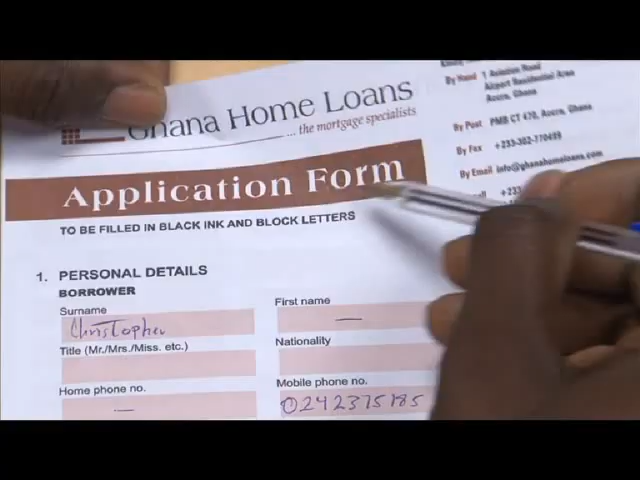 Ghana Home Loans
... the mortgage specialists
By Hand 1 Aviation Road
Airport Residential Area
Accra, Ghana
By Post PMB CT 470, Accra, Ghana
By Fax +233-302-770499
By Email info@ghanahomeloans.com
+233
Application Form
TO BE FILLED IN BLACK INK AND BLOCK LETTERS
1. PERSONAL DETAILS
BORROWER
Surname
Christopher
First name
—
Title (Mr./Mrs./Miss. etc.)
Nationality
Home phone no.
—
Mobile phone no.
0242375185